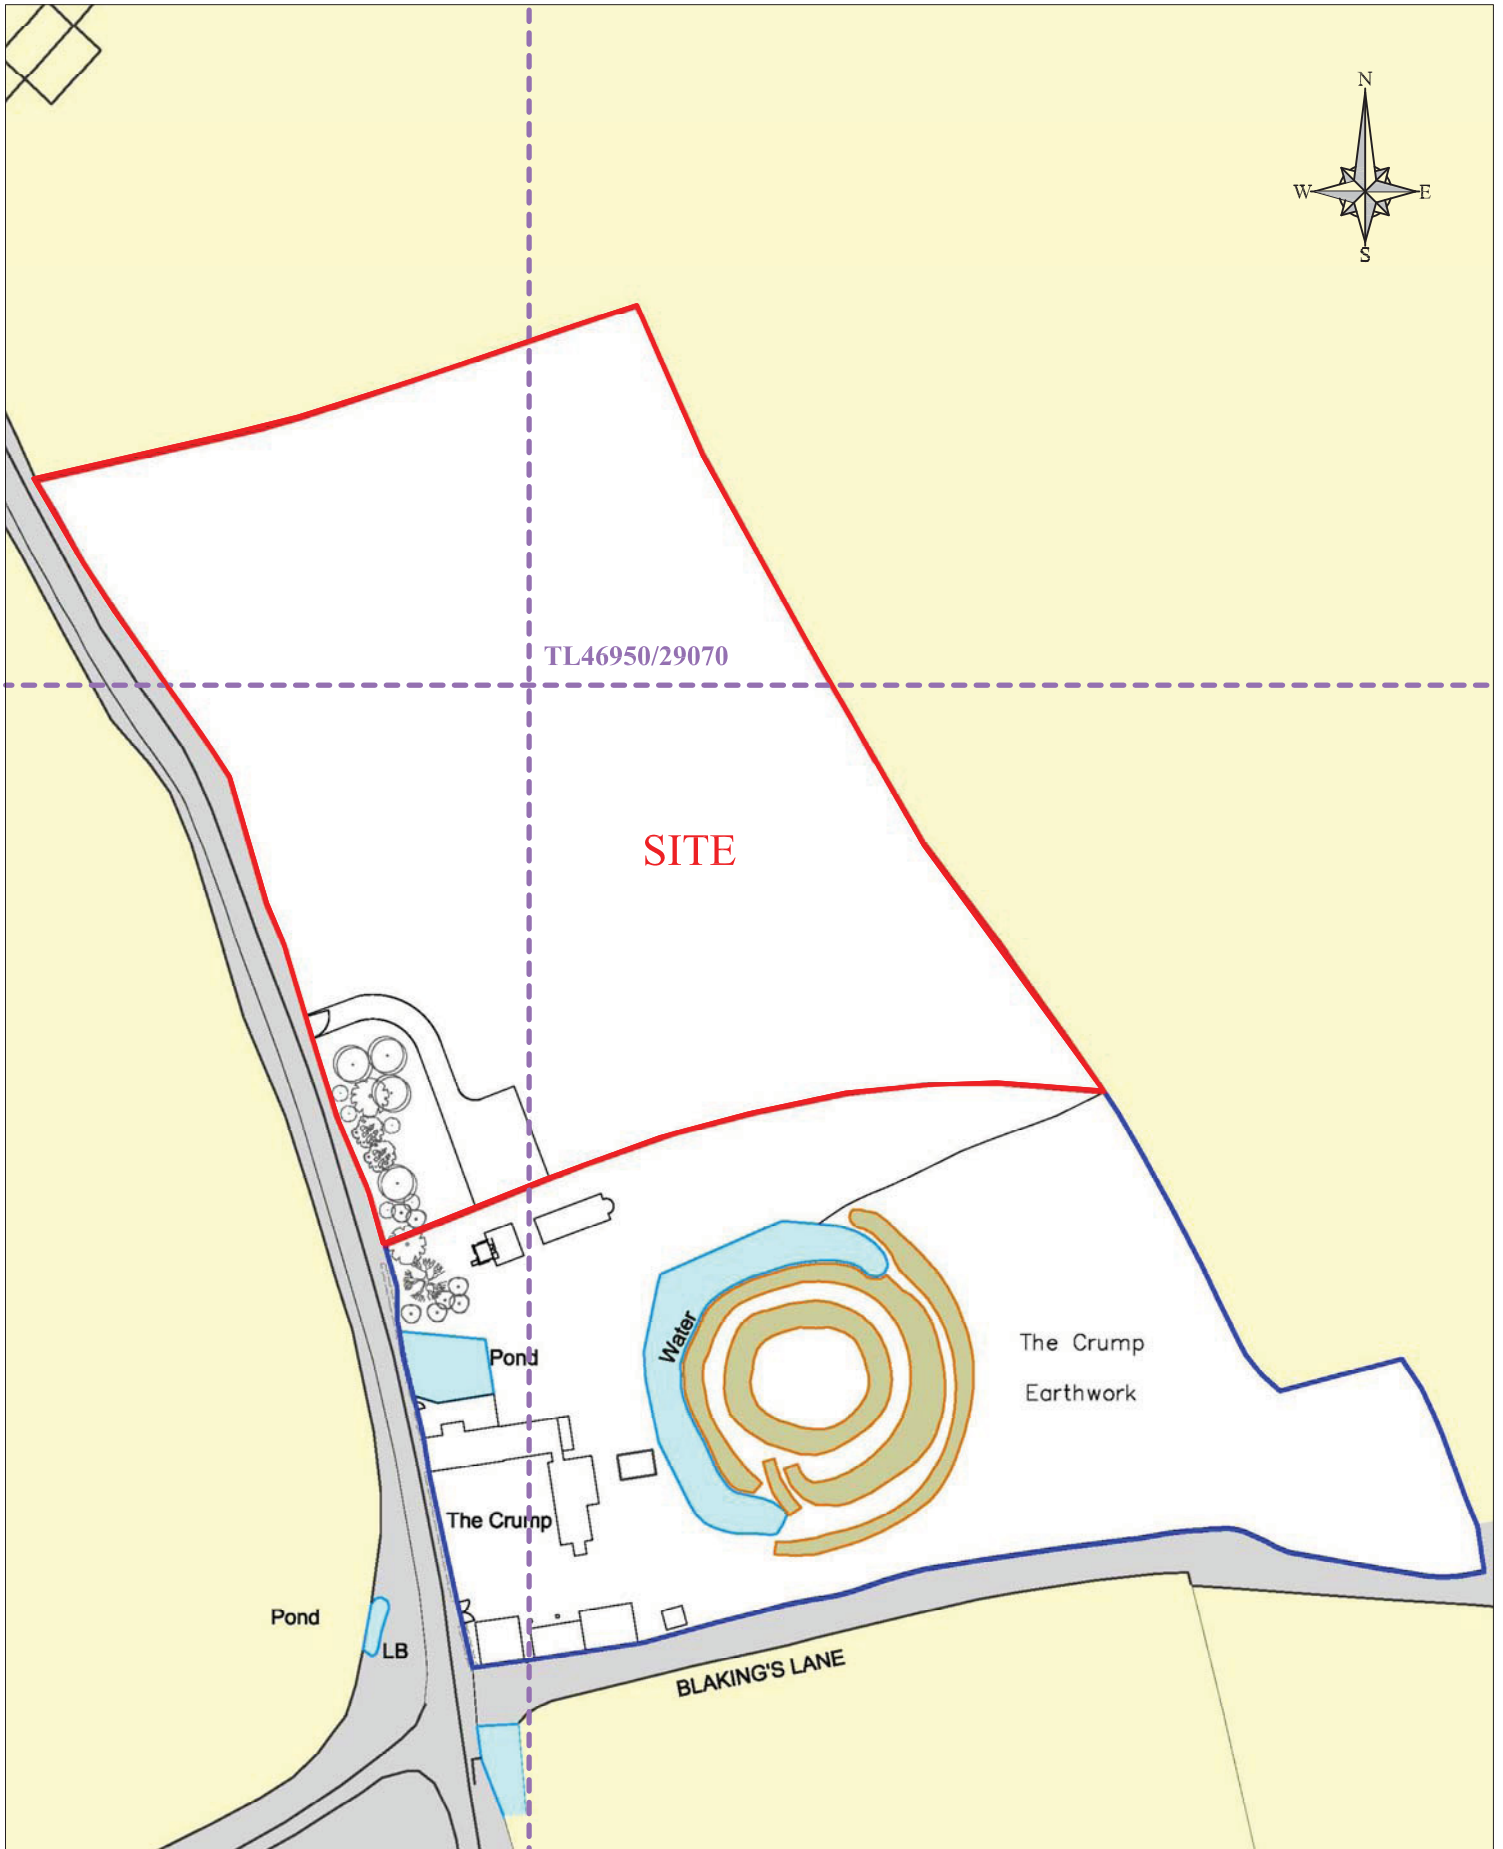 N
W E
S
TL46950/29070
SITE
Water
The Crump
Earthwork
Pond
The Crump
Pond
LB
BLAKING'S LANE